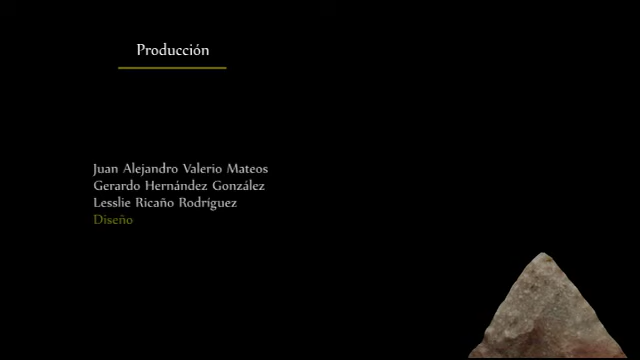 Producción
Juan Alejandro Valerio Mateos
Gerardo Hernández González
Lesslie Ricaño Rodríguez
Diseño